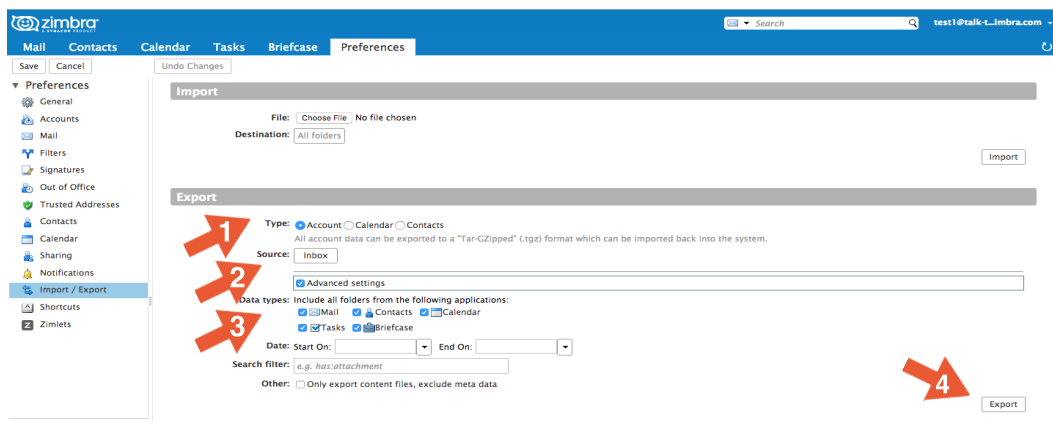 zimbra
A SYNACOR PRODUCT
Search
test1@talk-t...imbra.com
Mail Contacts Calendar Tasks Briefcase Preferences
Save Cancel Undo Changes
Preferences
General
Accounts
Mail
Filters
Signatures
Out of Office
Trusted Addresses
Contacts
Calendar
Sharing
Notifications
Import / Export
Shortcuts
Z Zimlets
Import
File: Choose File No file chosen
Destination: All folders
Import
Export
1
Type: Account Calendar Contacts
All account data can be exported to a "Tar-GZipped" (.tgz) format which can be imported back into the system.
Source: Inbox
2
Advanced settings
Data types: Include all folders from the following applications:
Mail Contacts Calendar
3
Tasks Briefcase
Date: Start On: End On:
Search filter: e.g. has:attachment
Other: Only export content files, exclude meta data
4
Export